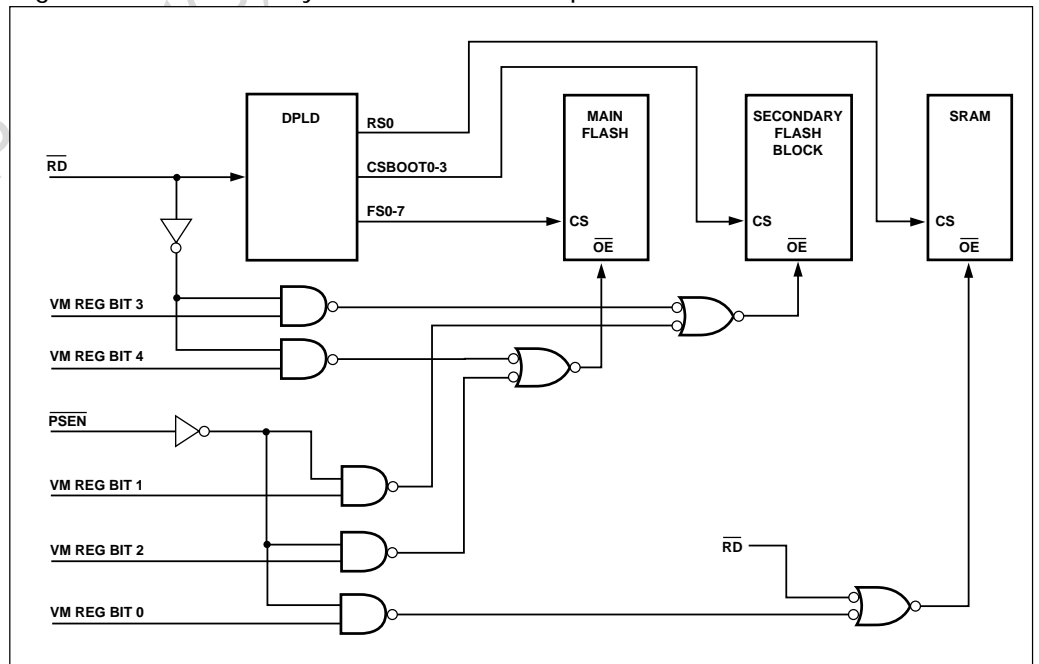 DPLD
RS0
CSBOOT0-3
FS0-7
MAIN
FLASH
CS
OE
SECONDARY
FLASH
BLOCK
CS
OE
SRAM
CS
OE
RD
VM REG BIT 3
VM REG BIT 4
PSEN
VM REG BIT 1
VM REG BIT 2
VM REG BIT 0
RD